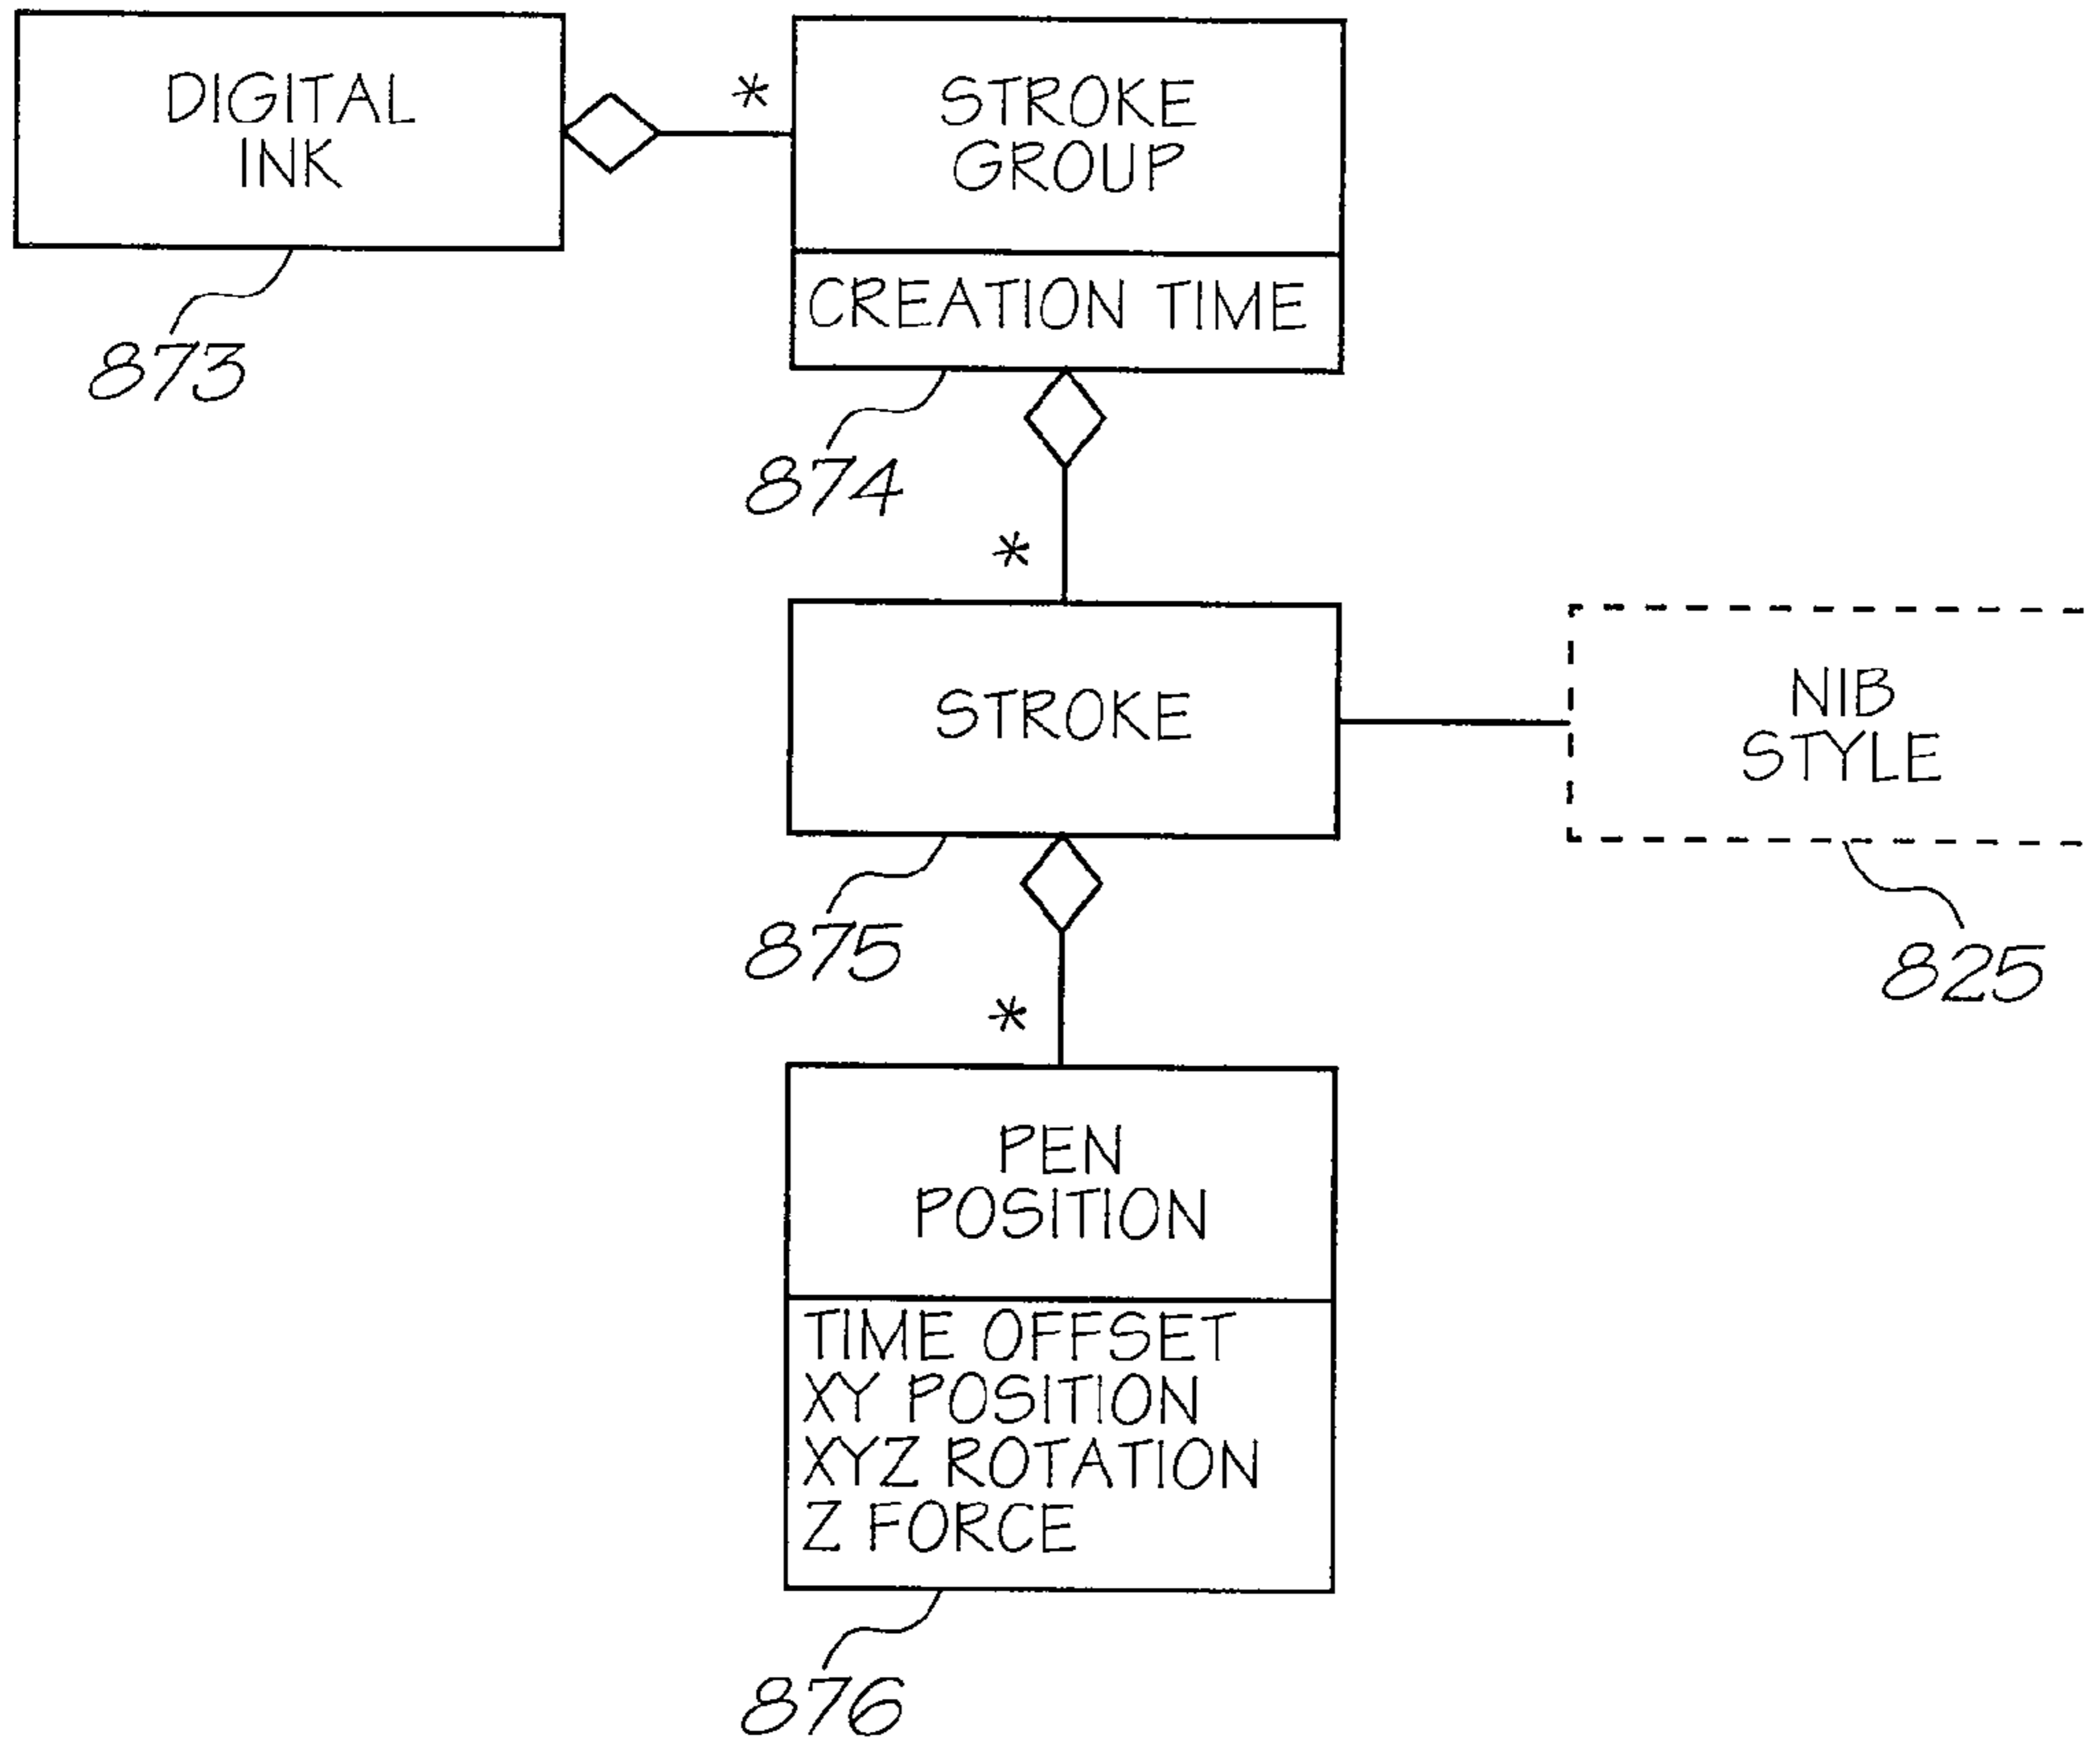 DIGITAL
INK
*
STROKE
GROUP
CREATION TIME
873
874
*
STROKE
NIB
STYLE
875
825
*
PEN
POSITION
TIME OFFSET
XY POSITION
XYZ ROTATION
Z FORCE
876